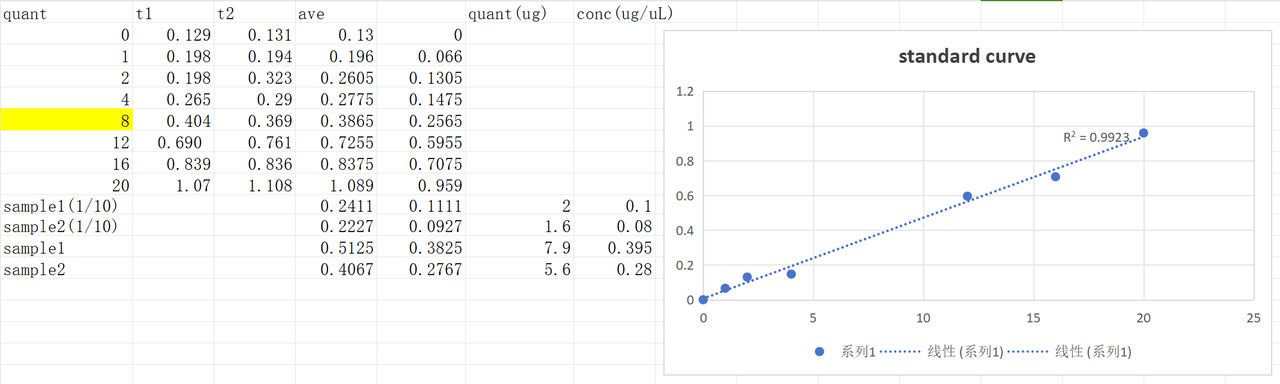 quant t1 t2 ave quant(ug) conc(ug/uL)
0 0.129 0.131 0.13 0
1 0.198 0.194 0.196 0.066
2 0.198 0.323 0.2605 0.1305
4 0.265 0.29 0.2775 0.1475
8 0.404 0.369 0.3865 0.2565
12 0.690 0.761 0.7255 0.5955
16 0.839 0.836 0.8375 0.7075
20 1.07 1.108 1.089 0.959
sample1(1/10) 0.2411 0.1111 2 0.1
sample2(1/10) 0.2227 0.0927 1.6 0.08
sample1 0.5125 0.3825 7.9 0.395
sample2 0.4067 0.2767 5.6 0.28
standard curve
1.2
1
0.8
0.6
0.4
0.2
0
R² = 0.9923
0 5 10 15 20 25
系列1 线性 (系列1) 线性 (系列1)